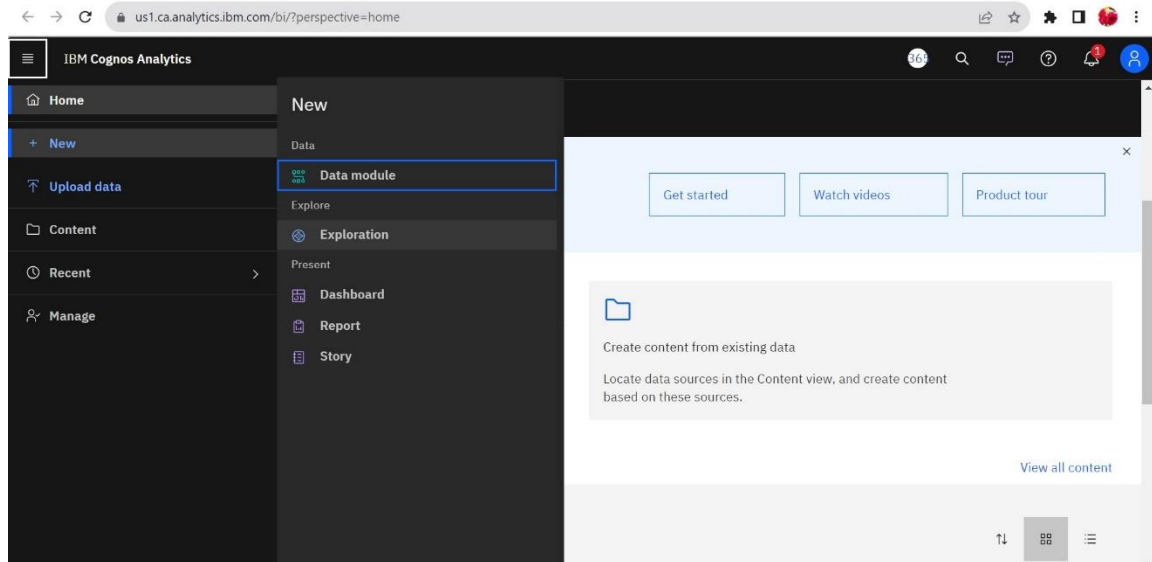 us1.ca.analytics.ibm.com/bi/?perspective=home
IBM Cognos Analytics
365
1
Home
New
Upload data
Content
Recent
Manage
New
Data
Data module
Explore
Exploration
Present
Dashboard
Report
Story
Get started
Watch videos
Product tour
Create content from existing data
Locate data sources in the Content view, and create content
based on these sources.
View all content